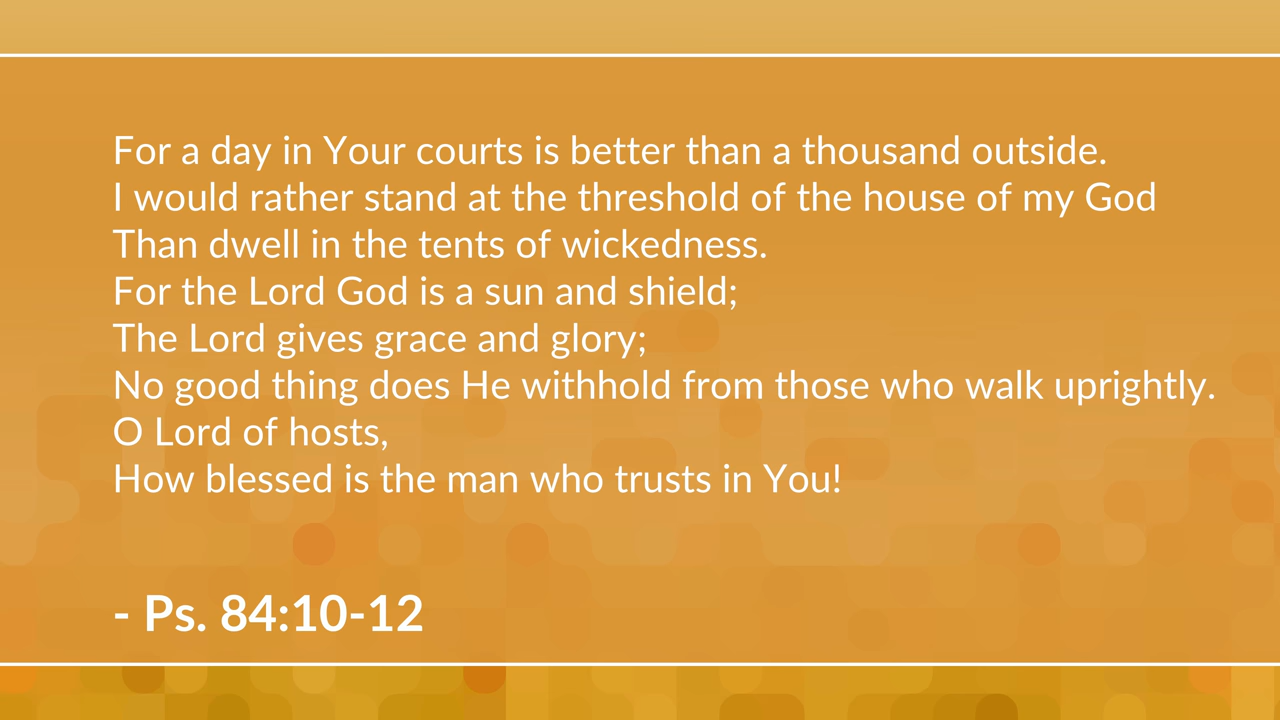 For a day in Your courts is better than a thousand outside.
I would rather stand at the threshold of the house of my God
Than dwell in the tents of wickedness.
For the Lord God is a sun and shield;
The Lord gives grace and glory;
No good thing does He withhold from those who walk uprightly.
O Lord of hosts,
How blessed is the man who trusts in You!
- Ps. 84:10-12